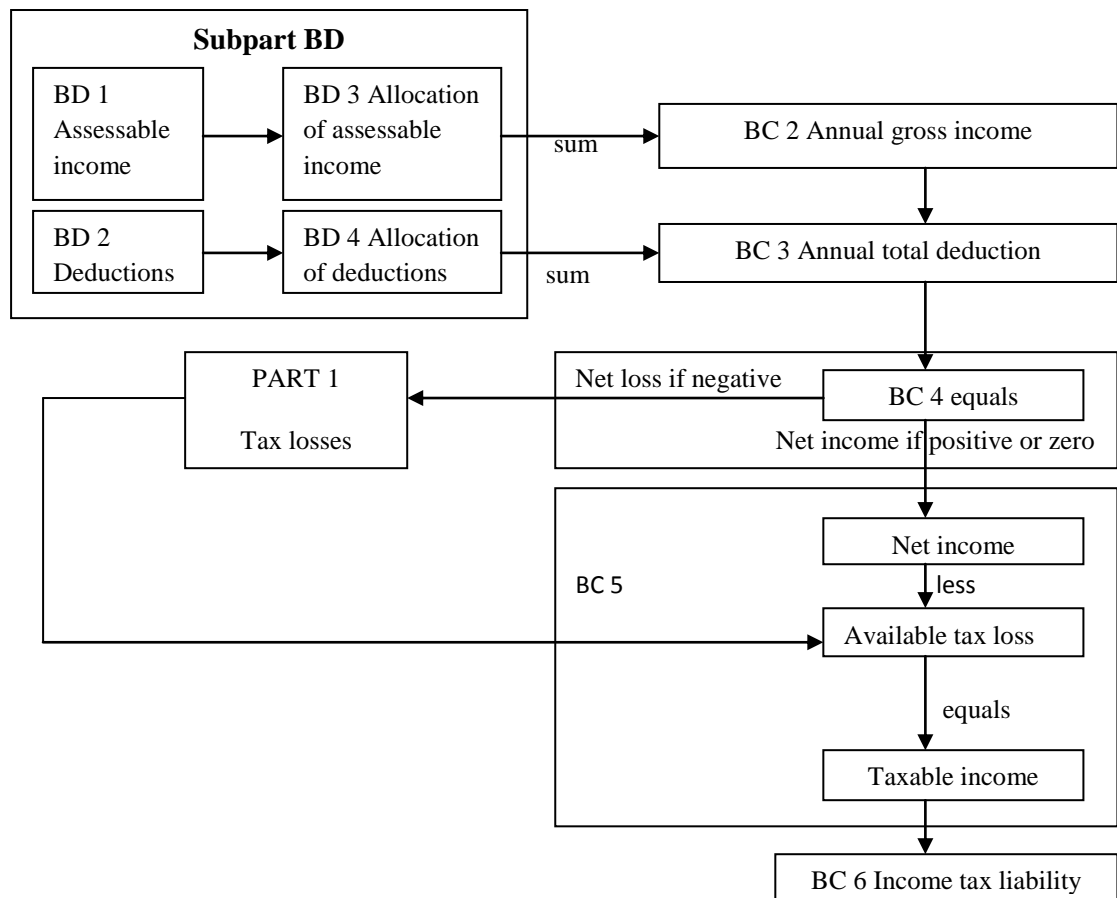 Subpart BD
BD 1
Assessable
income
BD 3 Allocation
of assessable
income
sum
BC 2 Annual gross income
BD 2
Deductions
BD 4 Allocation
of deductions
sum
BC 3 Annual total deduction
PART 1
Tax losses
Net loss if negative
BC 4 equals
Net income if positive or zero
BC 5
Net income
less
Available tax loss
equals
Taxable income
BC 6 Income tax liability